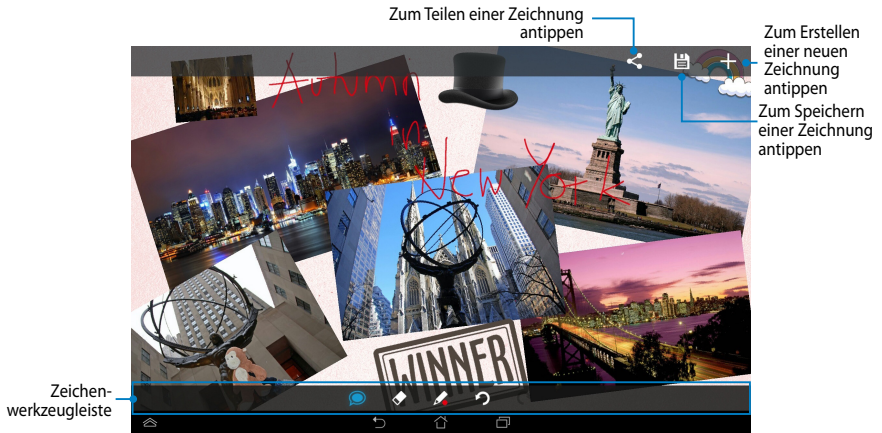 Zum Teilen einer Zeichnung
antippen
Zum Erstellen
einer neuen
Zeichnung
antippen
Zum Speichern
einer Zeichnung
antippen
Autumn
in
New York
WINNER
Zeichen-
werkzeugleiste